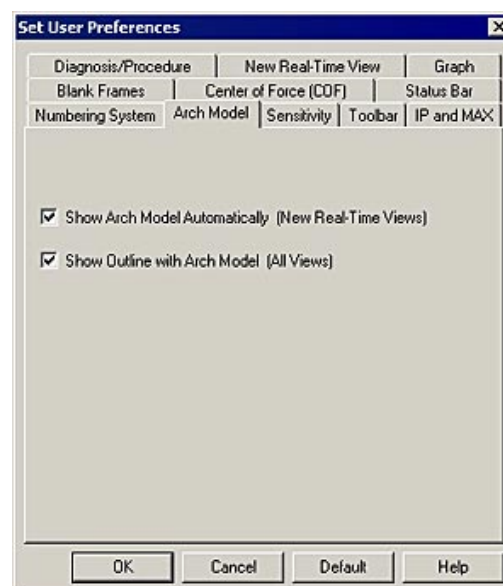 Set User Preferences
Diagnosis/Procedure New Real-Time View Graph
Blank Frames Center of Force (COF) Status Bar
Numbering System Arch Model Sensitivity Toolbar IP and MAX
Show Arch Model Automatically (New Real-Time Views)
Show Outline with Arch Model (All Views)
OK Cancel Default Help